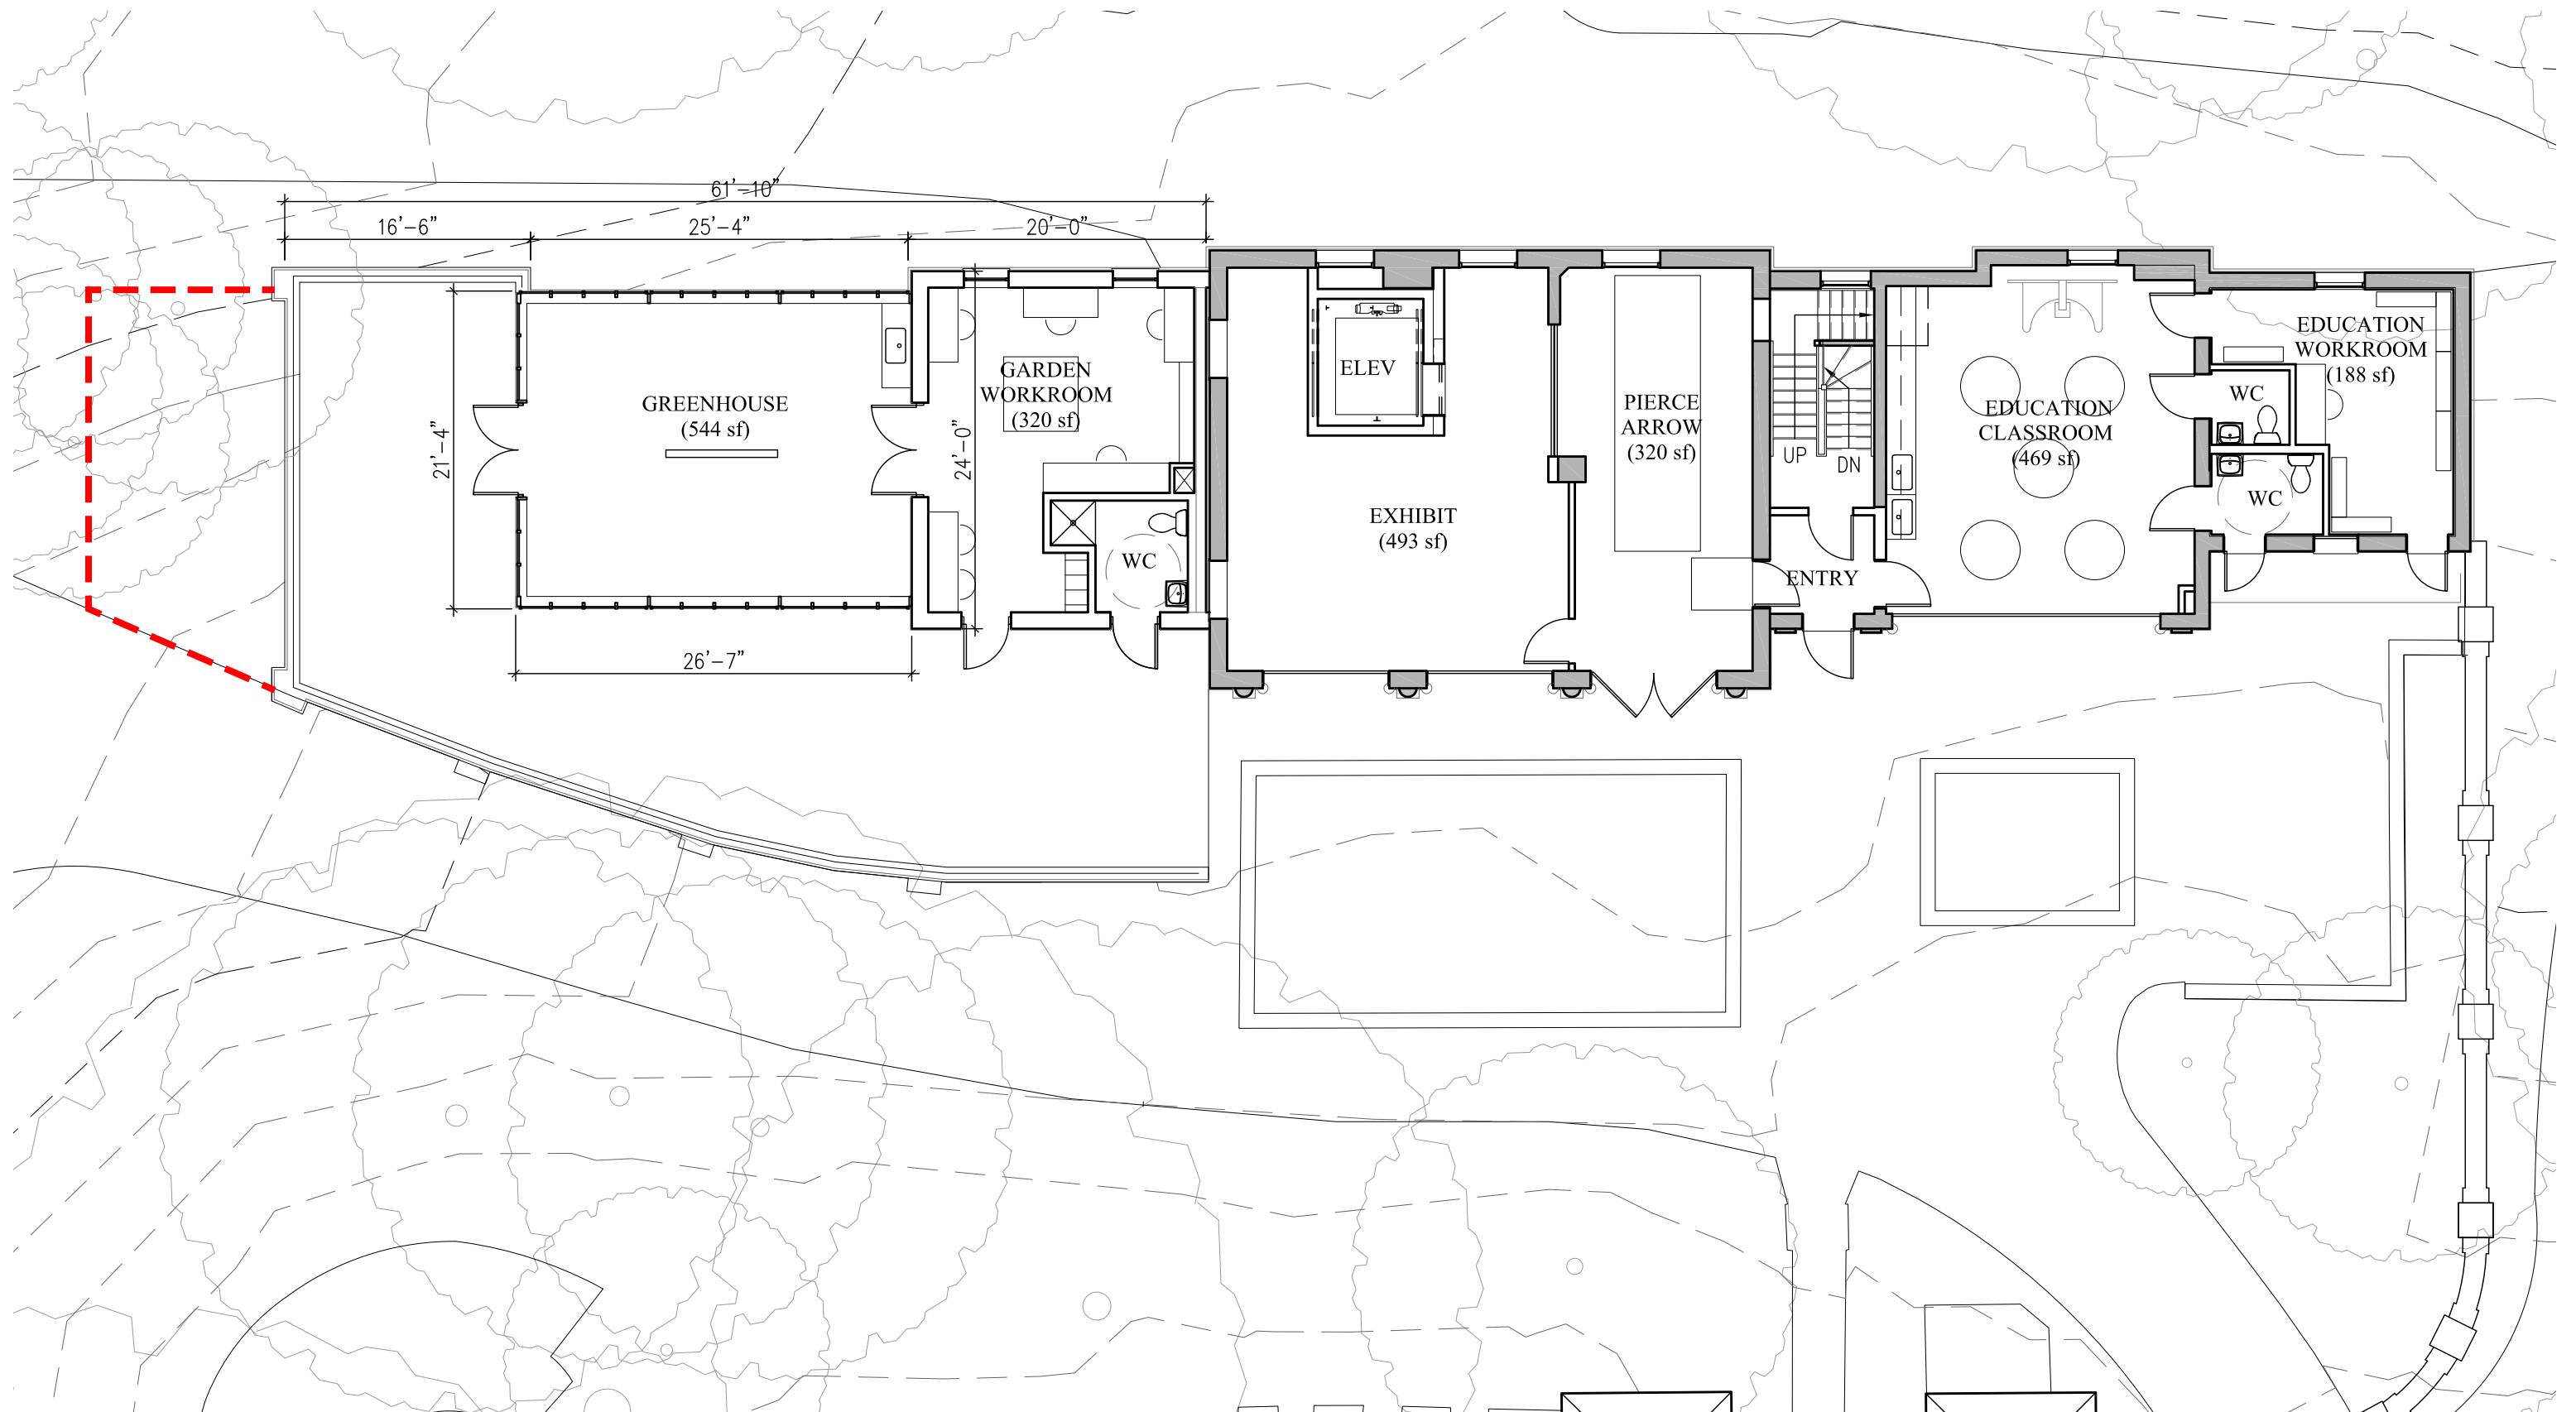 61'-10"
16'-6"
25'-4"
20'-0"
GREENHOUSE
(544 sf)
21'-4"
26'-7"
GARDEN
WORKROOM
(320 sf)
24'-0"
WC
ELEV
EXHIBIT
(493 sf)
PIERCE
ARROW
(320 sf)
UP
DN
ENTRY
EDUCATION
CLASSROOM
(469 sf)
EDUCATION
WORKROOM
(188 sf)
WC
WC